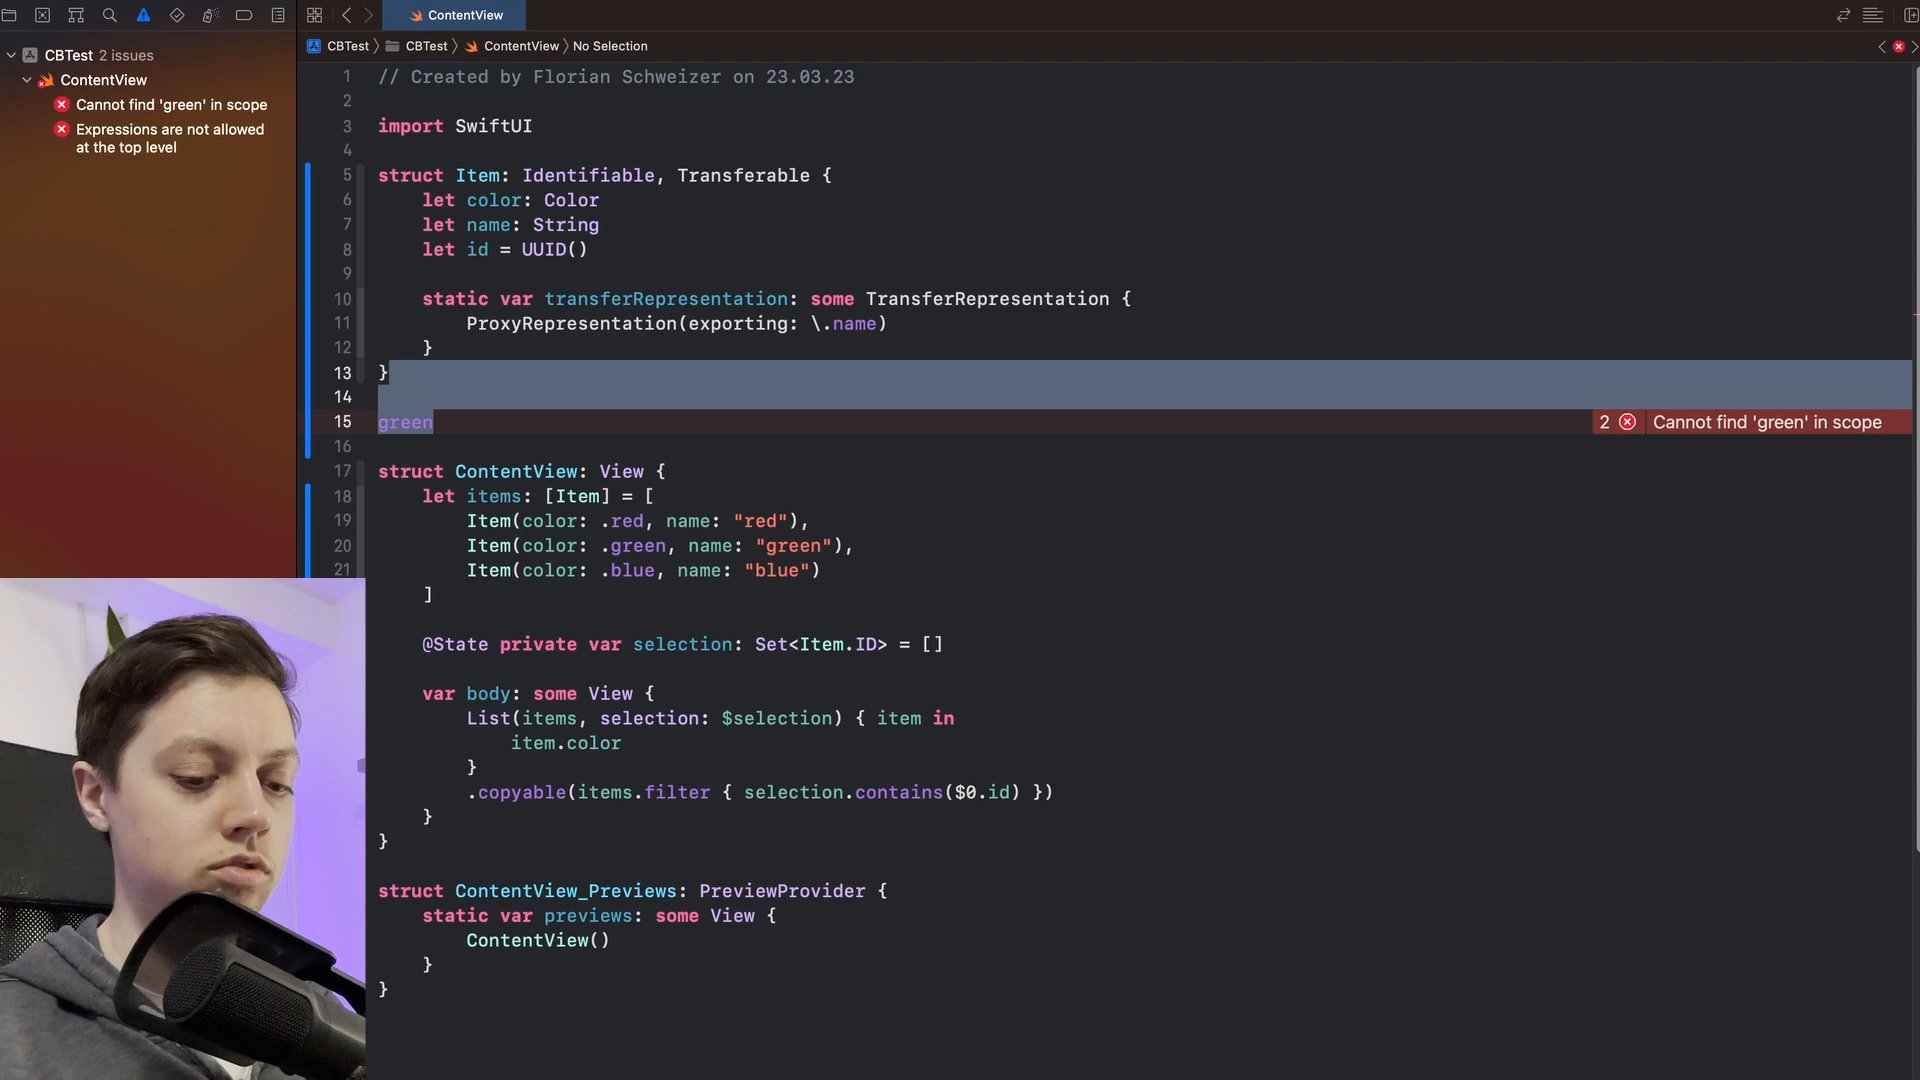 ContentView
CBTest 2 issues
CBTest
CBTest
ContentView
No Selection
ContentView
Cannot find 'green' in scope
Expressions are not allowed
at the top level
1 // Created by Florian Schweizer on 23.03.23
2
3 import SwiftUI
4
5 struct Item: Identifiable, Transferable {
6 let color: Color
7 let name: String
8 let id = UUID()
9
10 static var transferRepresentation: some TransferRepresentation {
11 ProxyRepresentation(exporting: \.name)
12 }
13 }
14
15 green
2 Cannot find 'green' in scope
16
17 struct ContentView: View {
18 let items: [Item] = [
19 Item(color: .red, name: "red"),
20 Item(color: .green, name: "green"),
21 Item(color: .blue, name: "blue")
]
@State private var selection: Set<Item.ID> = []
var body: some View {
List(items, selection: $selection) { item in
item.color
}
.copyable(items.filter { selection.contains($0.id) })
}
}
struct ContentView_Previews: PreviewProvider {
static var previews: some View {
ContentView()
}
}